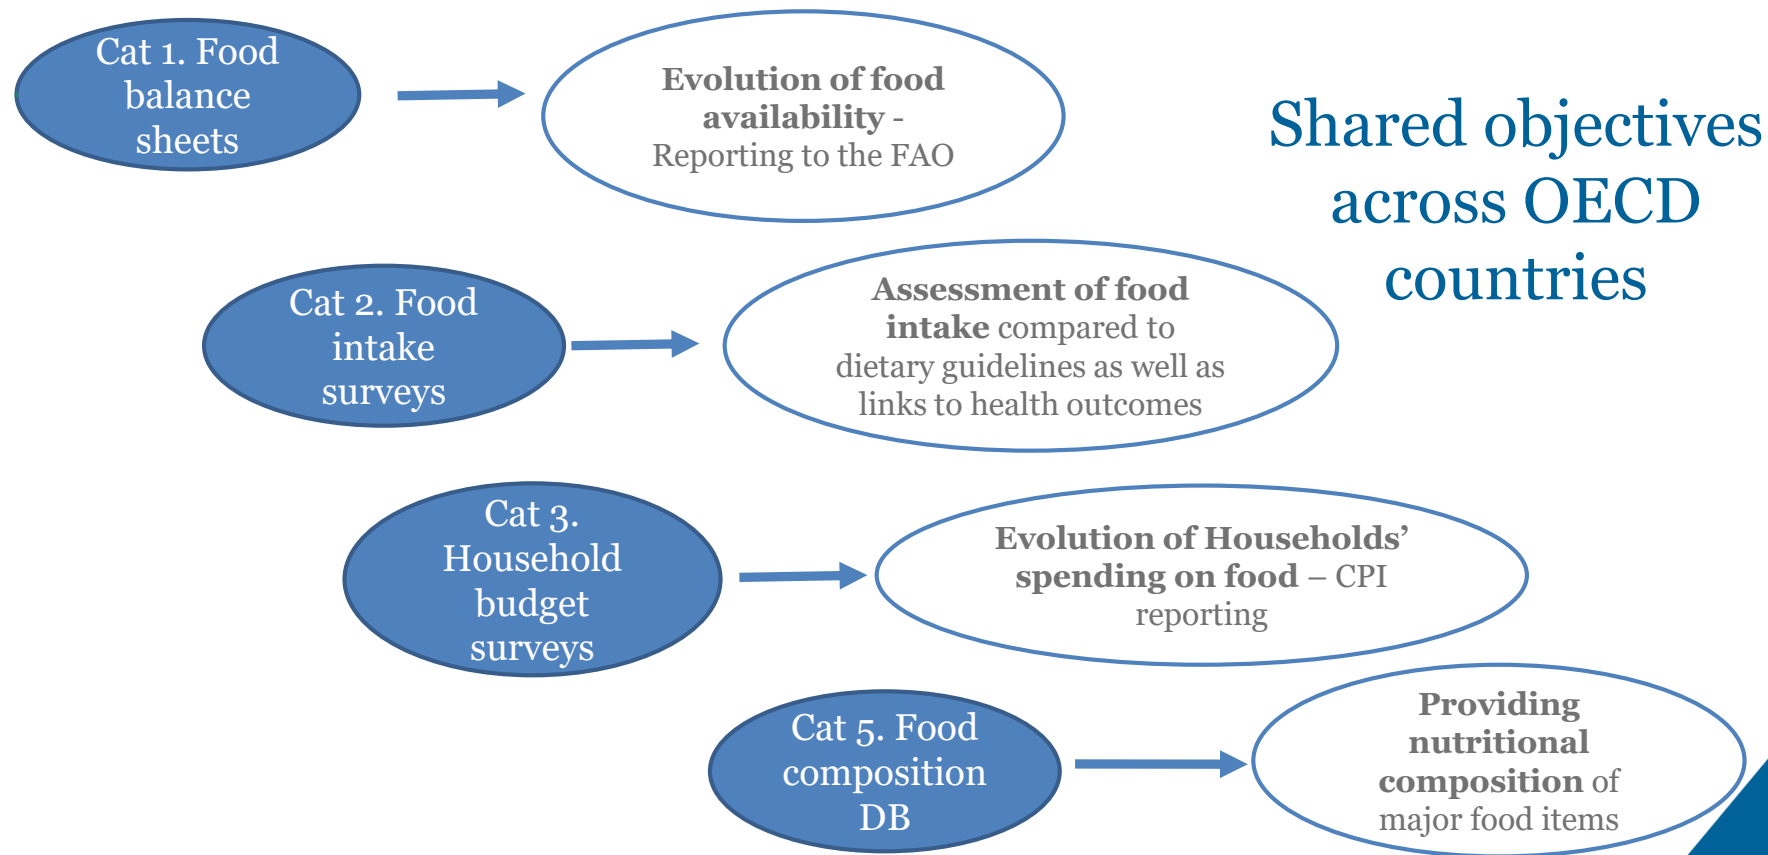 Cat 1. Food
balance
sheets
Evolution of food
availability -
Reporting to the FAO
Shared objectives
across OECD
countries
Cat 2. Food
intake
surveys
Assessment of food
intake compared to
dietary guidelines as well as
links to health outcomes
Cat 3.
Household
budget
surveys
Evolution of Households’
spending on food – CPI
reporting
Cat 5. Food
composition
DB
Providing
nutritional
composition of
major food items